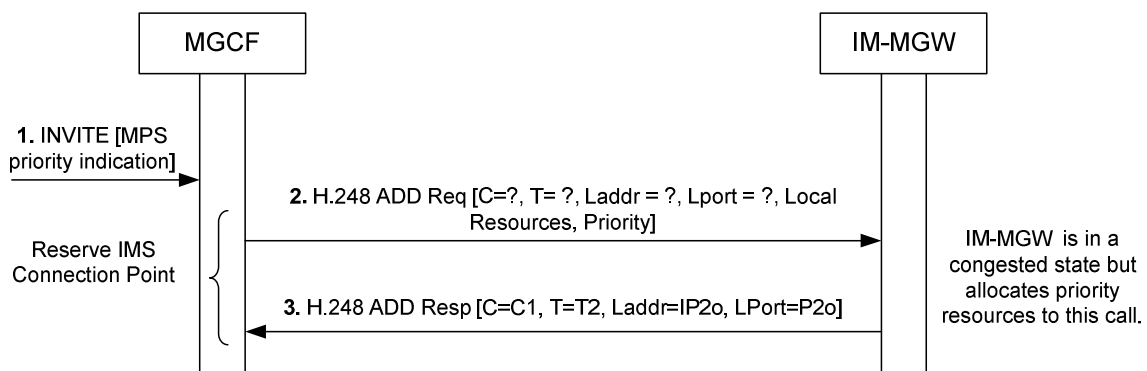 MGCF
IM-MGW
1. INVITE [MPS
priority indication]
2. H.248 ADD Req [C=?, T= ?, Laddr = ?, Lport = ?, Local
Resources, Priority]
Reserve IMS
Connection Point
IM-MGW is in a
congested state but
allocates priority
resources to this call.
3. H.248 ADD Resp [C=C1, T=T2, Laddr=IP2o, LPort=P2o]